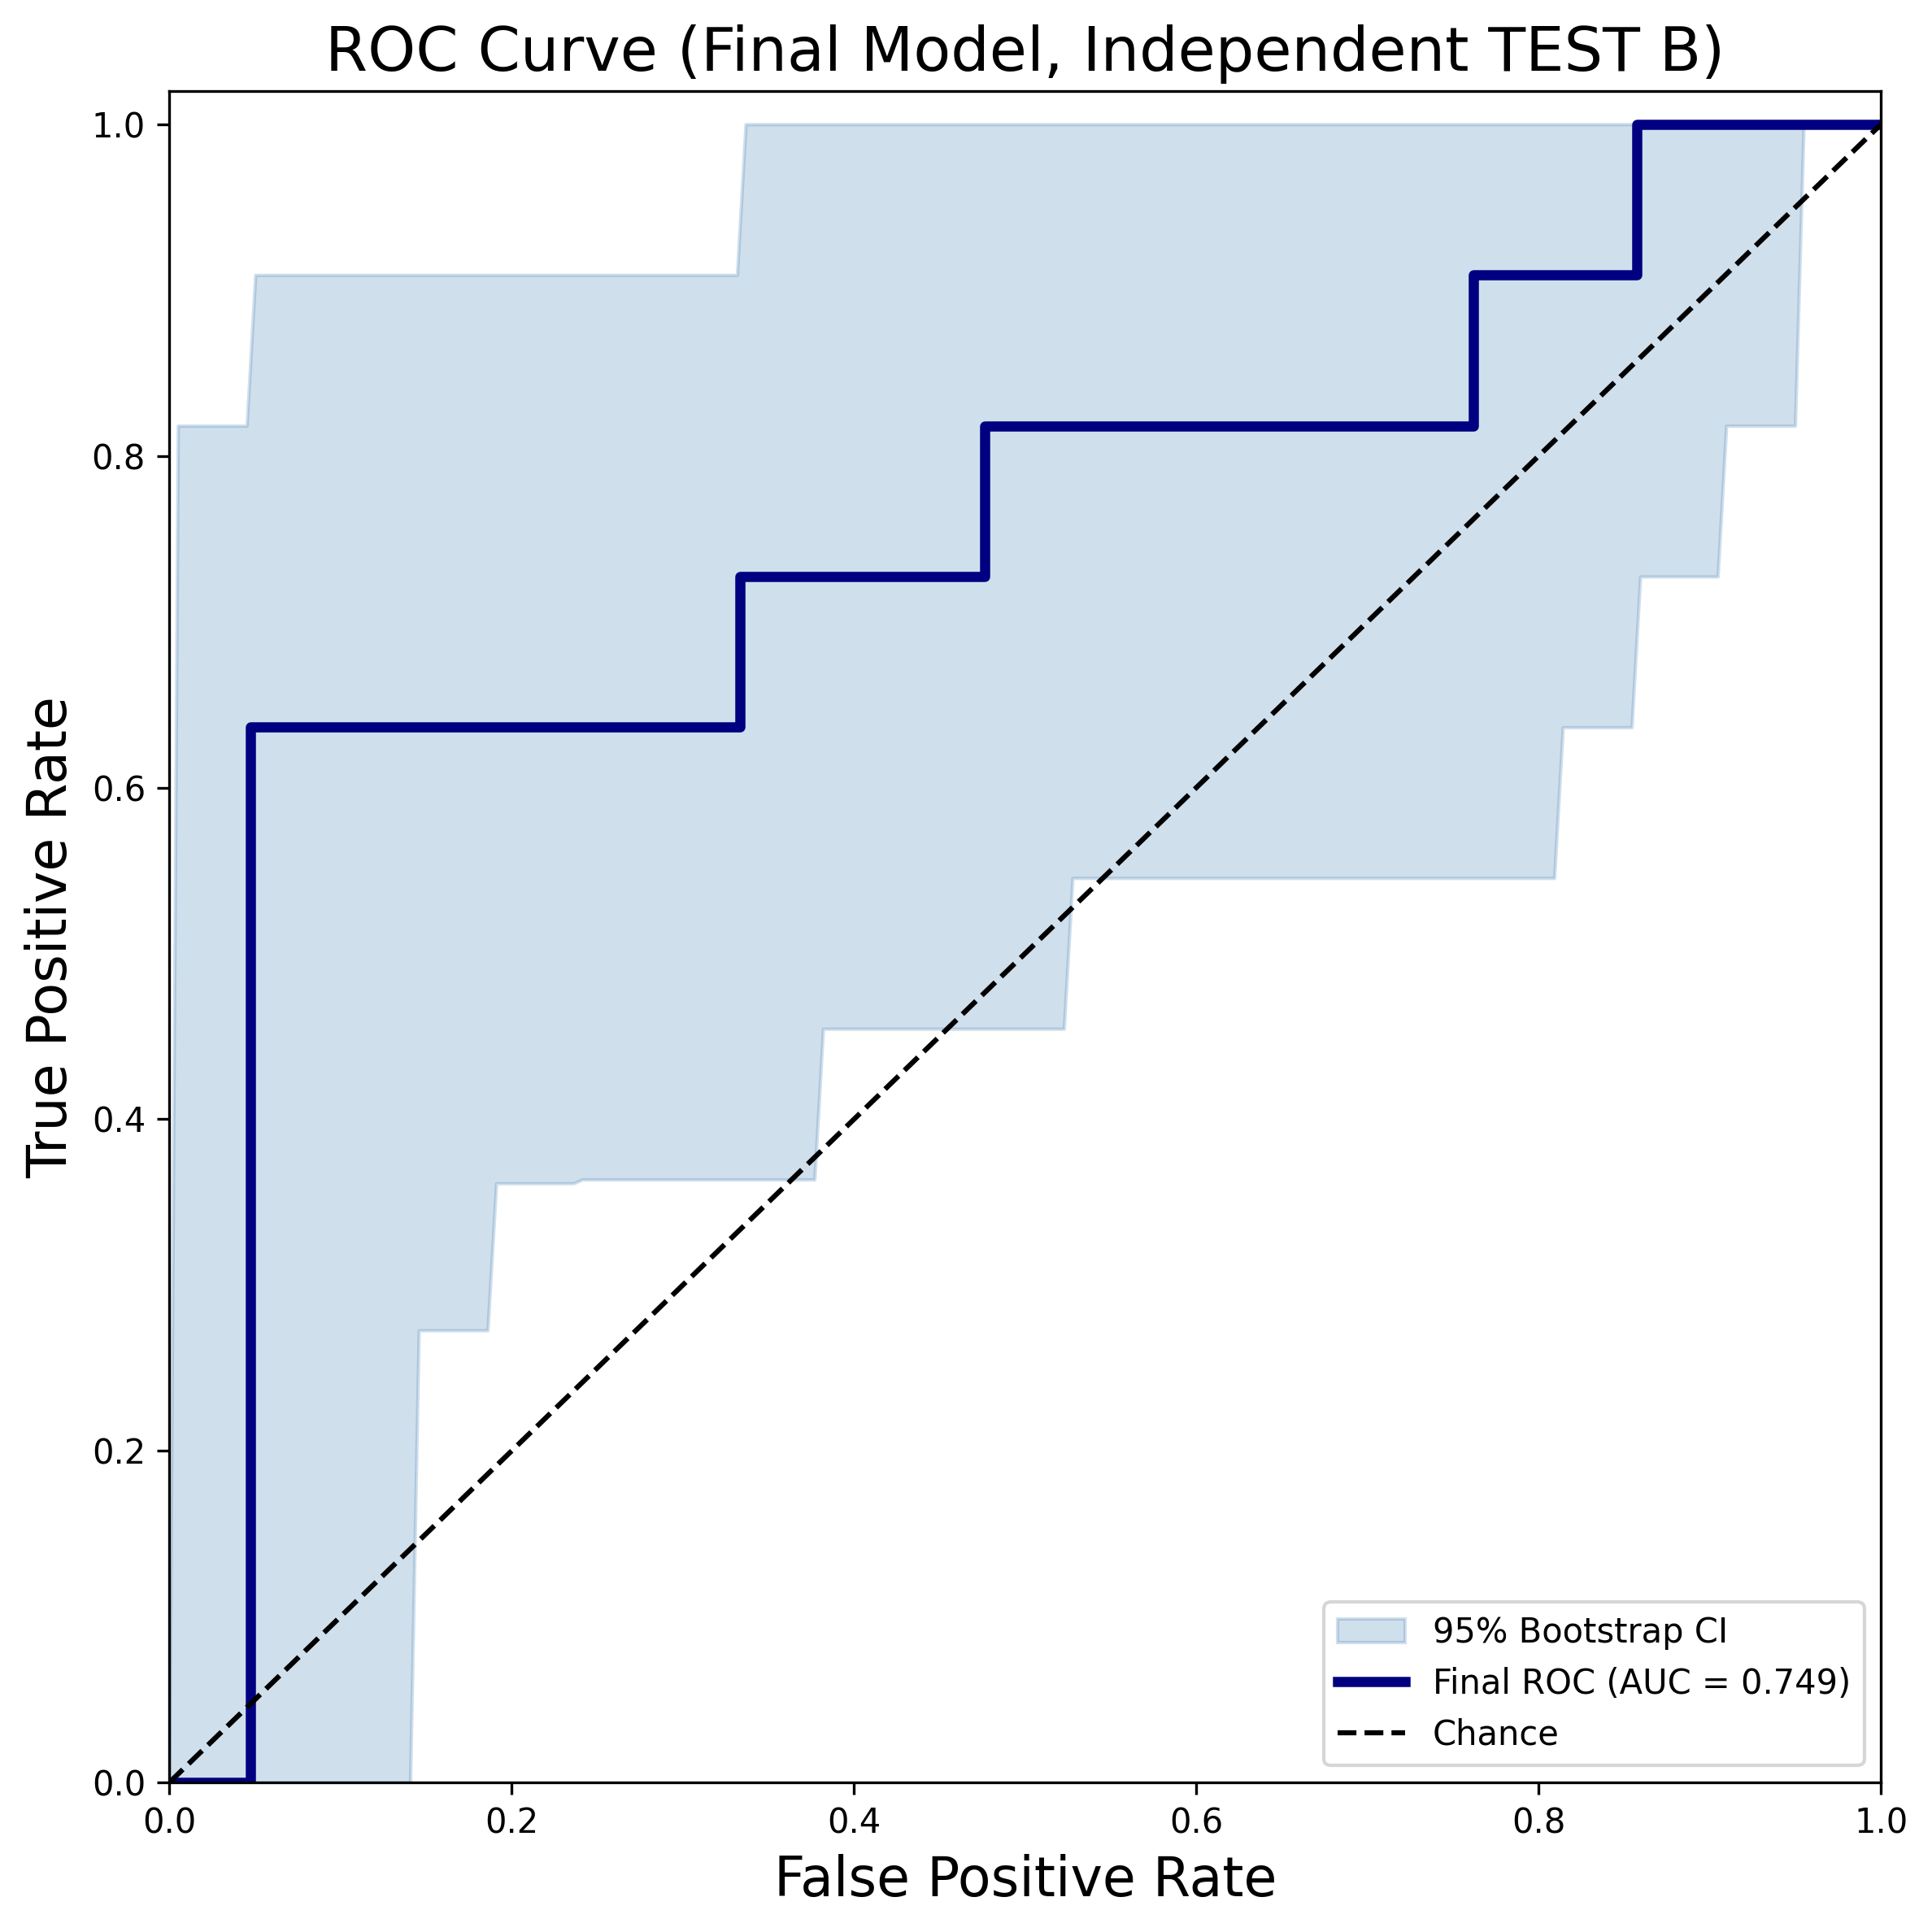 ROC Curve (Final Model, Independent TEST B)
True Positive Rate
1.0
0.8
0.6
0.4
0.2
0.0
0.0
0.2
0.4
0.6
0.8
1.0
False Positive Rate
95% Bootstrap CI
Final ROC (AUC = 0.749)
Chance